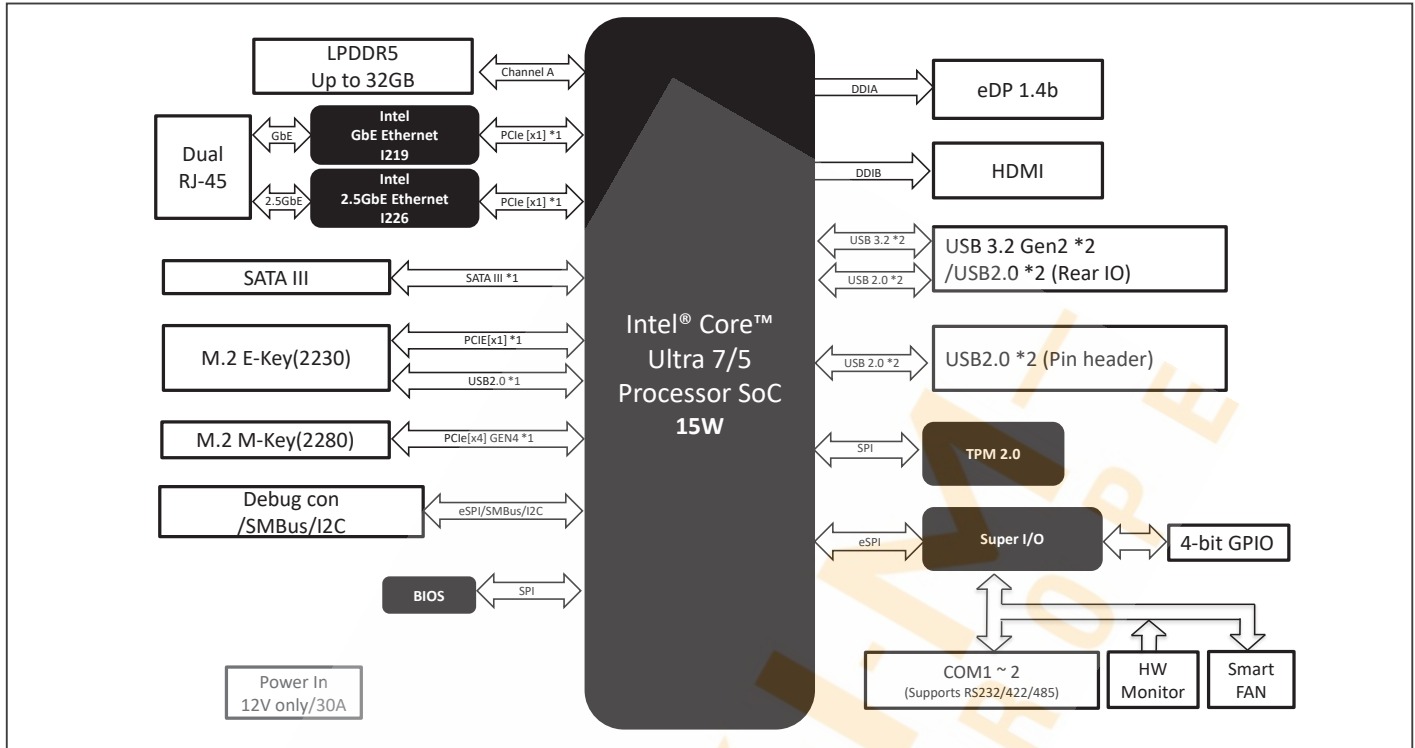 LPDDR5
Up to 32GB
Channel A
Dual
RJ-45
GbE
Intel
GbE Ethernet
I219
PCIe [x1] *1
2.5GbE
Intel
2.5GbE Ethernet
I226
PCIe [x1] *1
SATA III
SATA III *1
M.2 E-Key(2230)
PCIE[x1] *1
USB2.0 *1
M.2 M-Key(2280)
PCIe[x4] GEN4 *1
Debug con
/SMBus/I2C
eSPI/SMBus/I2C
BIOS
SPI
Power In
12V only/30A
Intel® Core™
Ultra 7/5
Processor SoC
15W
DDIA
eDP 1.4b
DDIB
HDMI
USB 3.2 *2
USB 2.0 *2
USB 3.2 Gen2 *2
/USB2.0 *2 (Rear IO)
USB 2.0 *2
USB2.0 *2 (Pin header)
SPI
TPM 2.0
eSPI
Super I/O
4-bit GPIO
COM1 ~ 2
(Supports RS232/422/485)
HW
Monitor
Smart
FAN